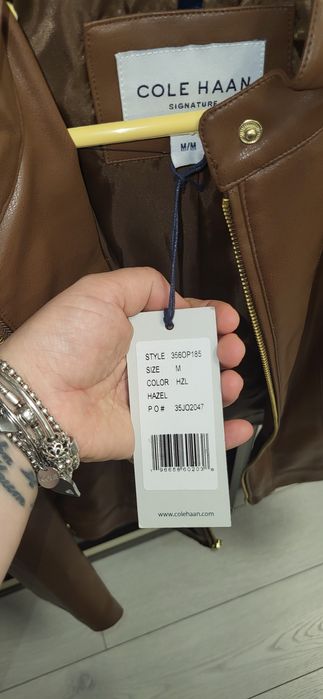 COLE HAAN
SIGNATURE
M/M
STYLE 356OP185
SIZE M
COLOR HZL
HAZEL
P O # 35JO2047
www.colehaan.com